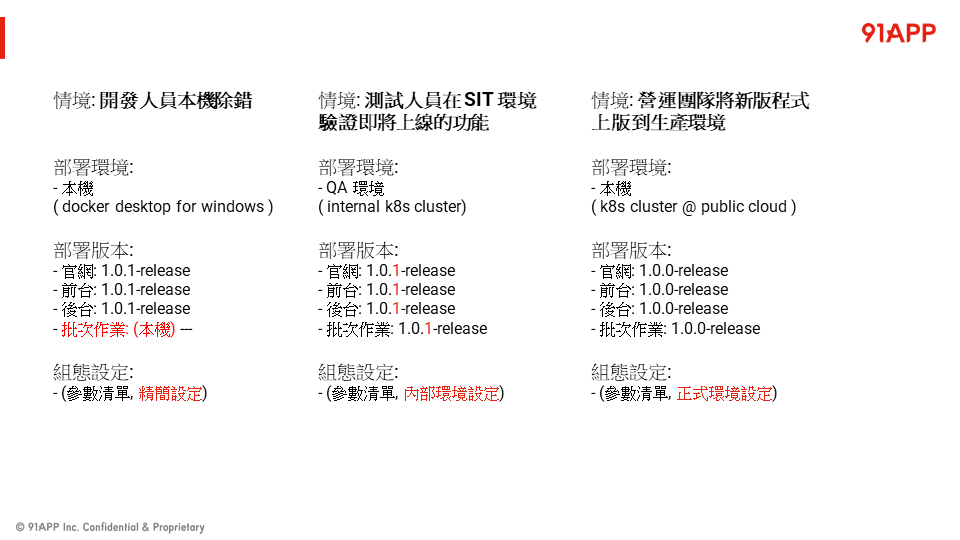 91APP
情境: 開發人員本機除錯
部署環境:
- 本機
( docker desktop for windows )
部署版本:
- 官網: 1.0.1-release
- 前台: 1.0.1-release
- 後台: 1.0.1-release
- 批次作業: (本機) ---
組態設定:
- (參數清單, 精簡設定)
情境: 測試人員在 SIT 環境
驗證即將上線的功能
部署環境:
- QA 環境
( internal k8s cluster)
部署版本:
- 官網: 1.0.1-release
- 前台: 1.0.1-release
- 後台: 1.0.1-release
- 批次作業: 1.0.1-release
組態設定:
- (參數清單, 內部環境設定)
情境: 營運團隊將新版程式
上版到生產環境
部署環境:
- 本機
( k8s cluster @ public cloud )
部署版本:
- 官網: 1.0.0-release
- 前台: 1.0.0-release
- 後台: 1.0.0-release
- 批次作業: 1.0.0-release
組態設定:
- (參數清單, 正式環境設定)
© 91APP Inc. Confidential & Proprietary